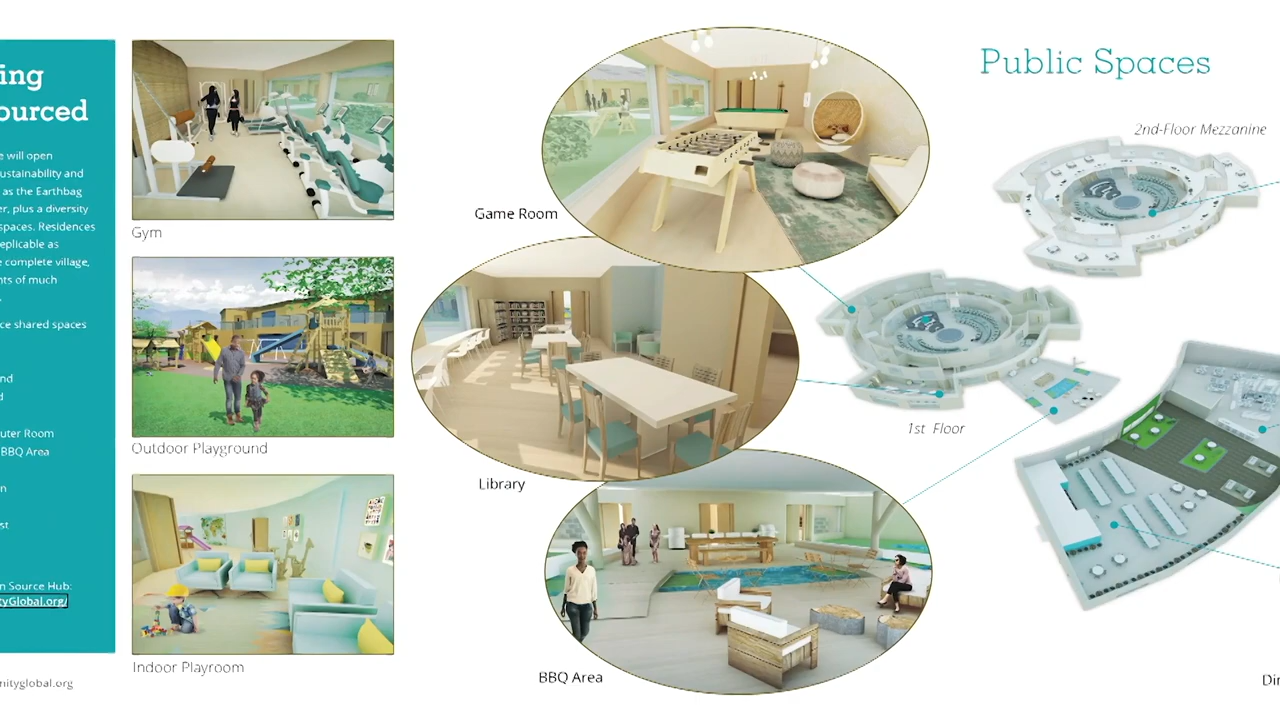 ing
ourced
e will open
ustainability and
as the Earthbag
er, plus a diversity
spaces. Residences
eplicable as
e complete village,
nts of much
ce shared spaces
nd
d
uter Room
BBQ Area
n
st
n Source Hub:
tyGlobal.org/
nityglobal.org
Gym
Outdoor Playground
Indoor Playroom
Game Room
Library
BBQ Area
Public Spaces
2nd-Floor Mezzanine
1st Floor
Din